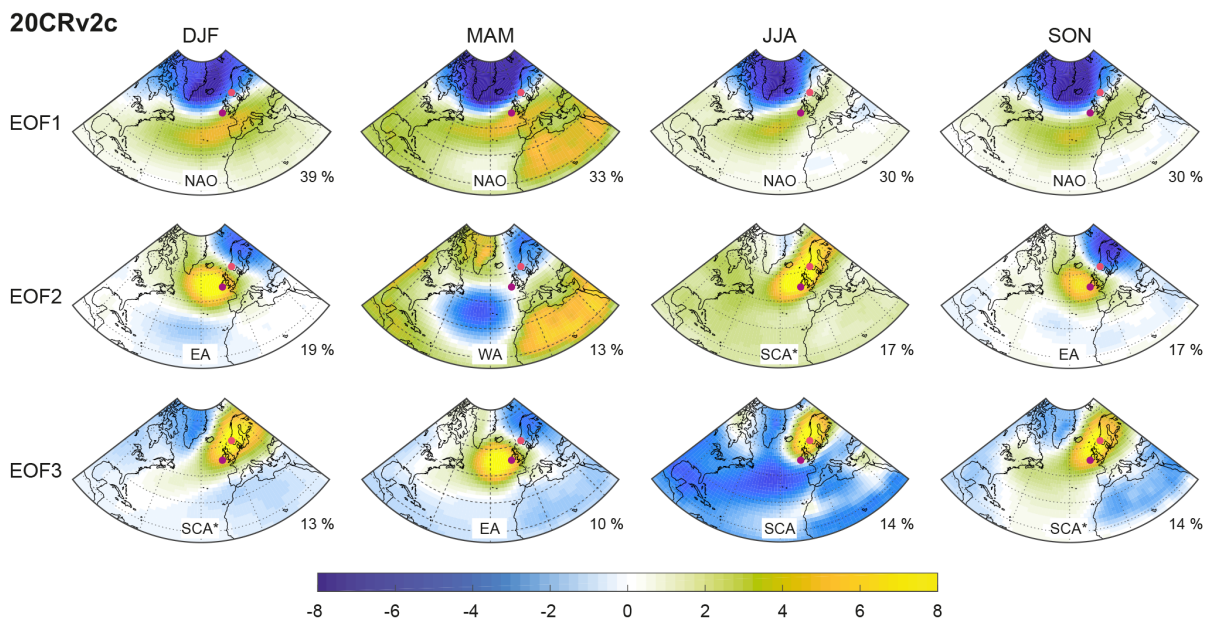 20CRv2c
DJF MAM JJA SON
EOF1
NAO 39 % NAO 33 % NAO 30 % NAO 30 %
EOF2
EA 19 % WA 13 % SCA* 17 % EA 17 %
EOF3
SCA* 13 % EA 10 % SCA 14 % SCA* 14 %
-8 -6 -4 -2 0 2 4 6 8